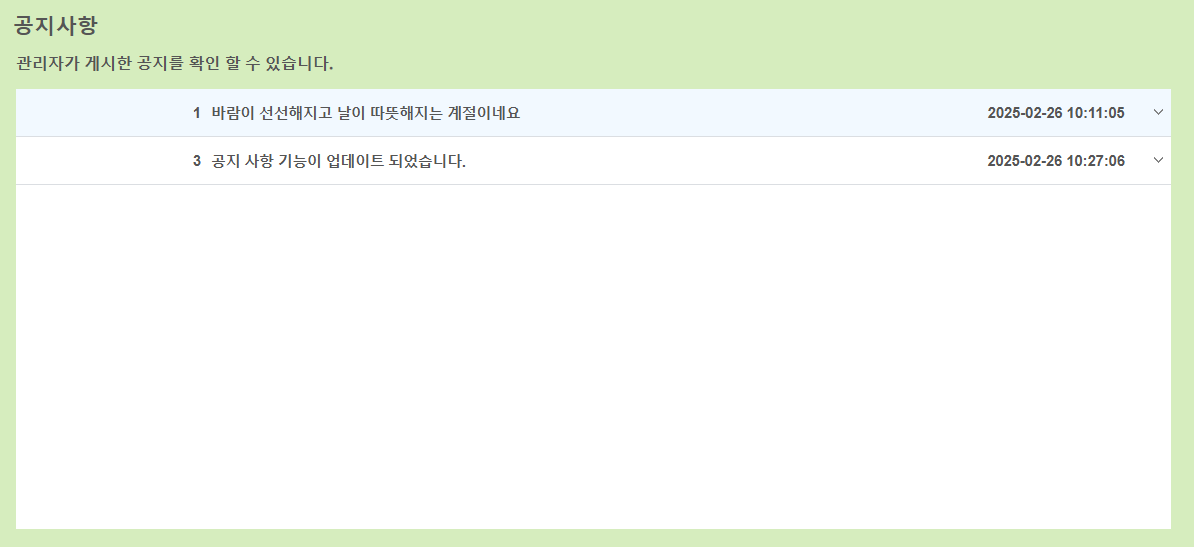 공지사항
관리자가 게시한 공지를 확인 할 수 있습니다.
1 바람이 선선해지고 날이 따뜻해지는 계절이네요 2025-02-26 10:11:05
3 공지 사항 기능이 업데이트 되었습니다. 2025-02-26 10:27:06